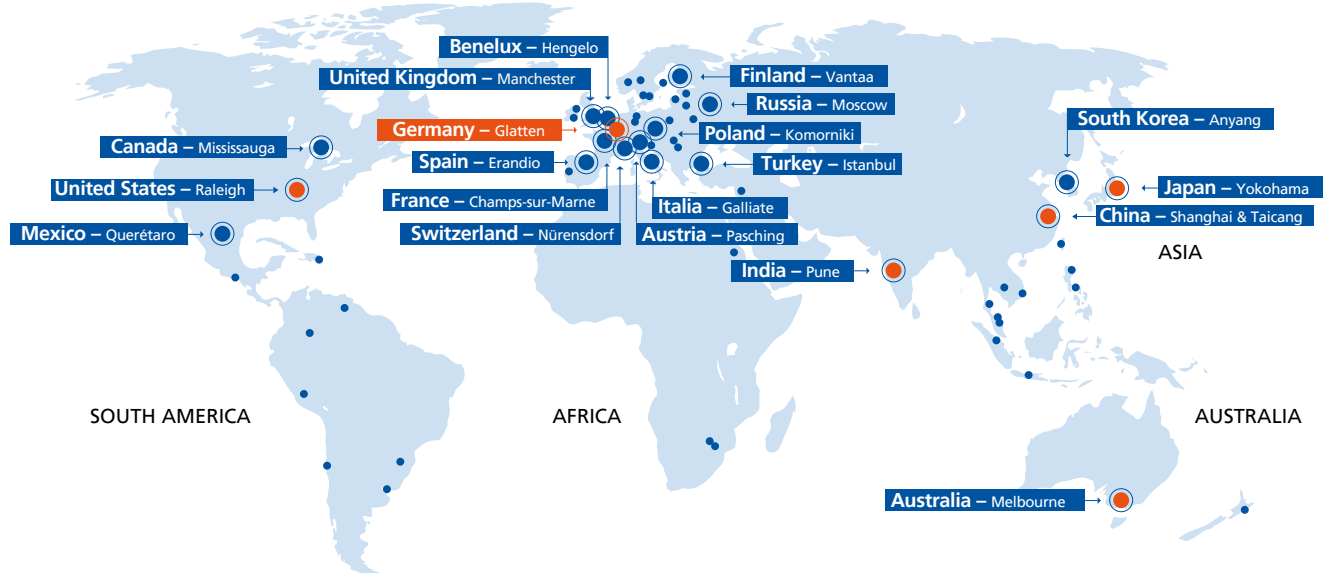 Benelux – Hengelo
United Kingdom – Manchester
Finland – Vantaa
Russia – Moscow
Germany – Glatten
Poland – Komorniki
South Korea – Anyang
Canada – Mississauga
Spain – Erandio
Turkey – Istanbul
United States – Raleigh
Japan – Yokohama
France – Champs-sur-Marne
Italia – Galliate
China – Shanghai & Taicang
Mexico – Querétaro
Switzerland – Nürensdorf
Austria – Pasching
ASIA
India – Pune
SOUTH AMERICA
AFRICA
AUSTRALIA
Australia – Melbourne